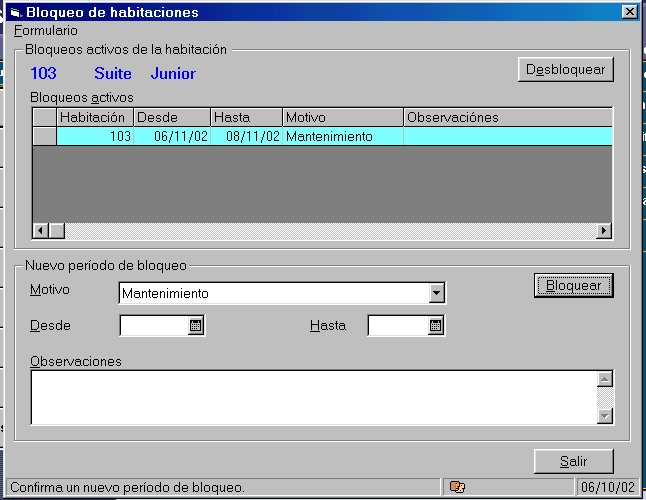 Bloqueo de habitaciones
Formulario
Bloqueos activos de la habitación
103 Suite Junior
Desbloquear
Bloqueos activos
Habitación Desde Hasta Motivo Observaciónes
103 06/11/02 08/11/02 Mantenimiento
Nuevo período de bloqueo
Motivo Mantenimiento Bloquear
Desde Hasta
Observaciones
Salir
Confirma un nuevo período de bloqueo. 06/10/02